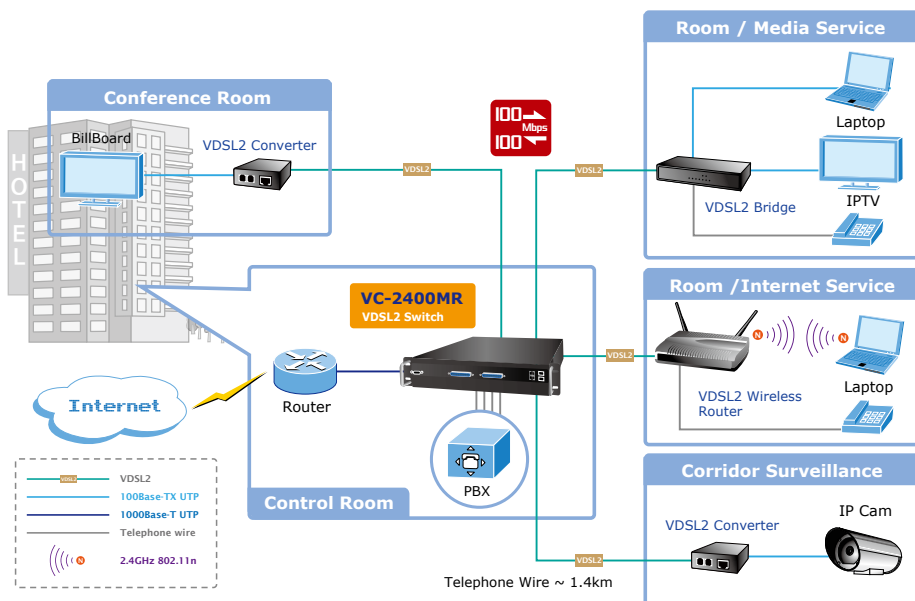 Room / Media Service
Laptop
IPTV
VDSL2 Bridge
Conference Room
BillBoard
VDSL2 Converter
HOTEL
VDSL2
100
Mbps
100
VDSL2
VC-2400MR
VDSL2 Switch
Router
Internet
PBX
Control Room
VDSL2
Room /Internet Service
N
N
VDSL2 Wireless
Router
Laptop
VDSL2
VDSL2
100Base-TX UTP
1000Base-T UTP
Telephone wire
N
2.4GHz 802.11n
Corridor Surveillance
VDSL2 Converter
IP Cam
VDSL2
Telephone Wire ~ 1.4km